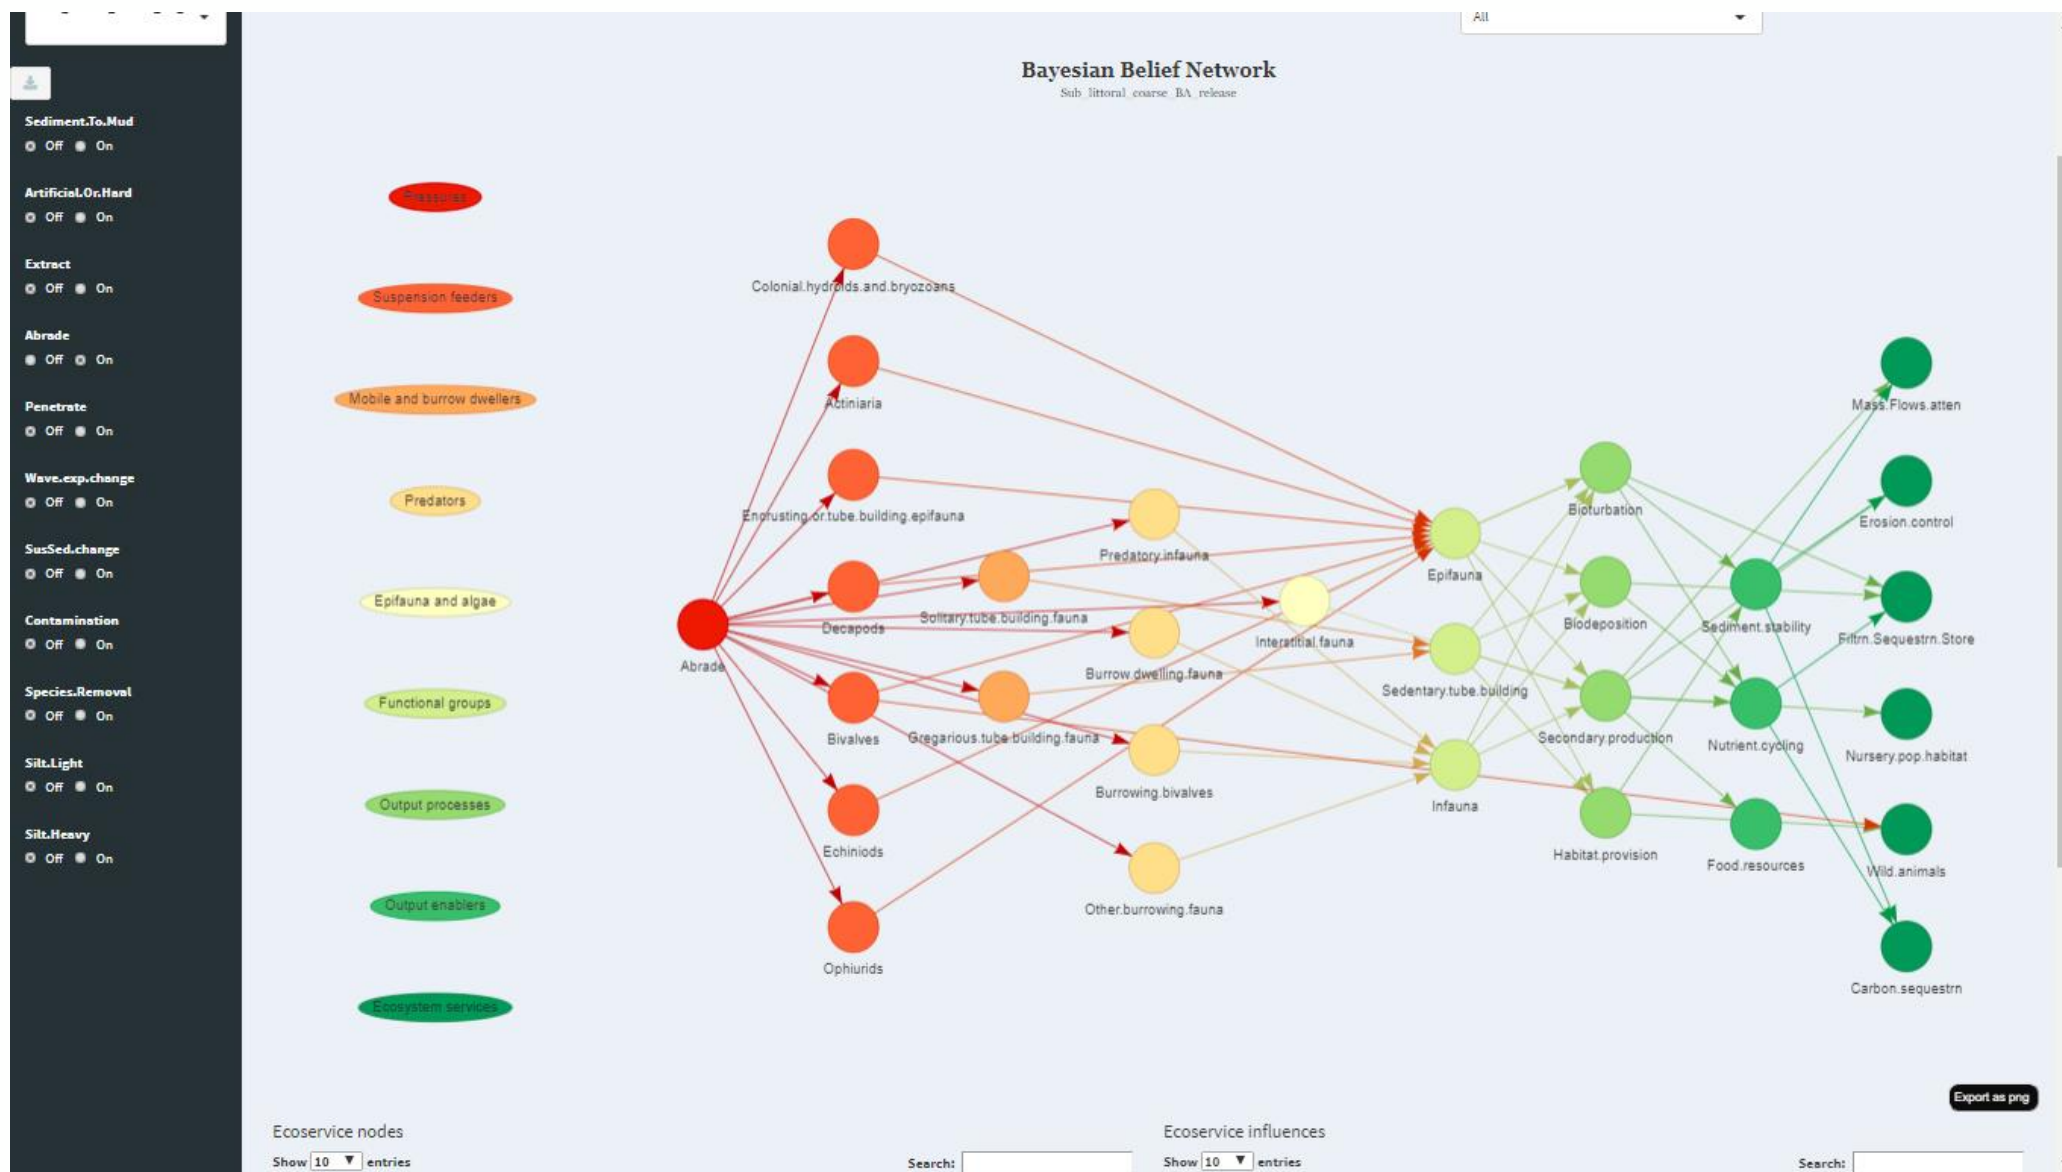 All
Bayesian Belief Network
Sub_littoral_coarse_BA_release
Sediment.To.Mud
Off On
Artificial.Or.Hard
Off On
Extract
Off On
Abrade
Off On
Penetrate
Off On
Wave.exp.change
Off On
SusSed.change
Off On
Contamination
Off On
Species.Removal
Off On
Silt.Light
Off On
Silt.Heavy
Off On
Pressures
Suspension feeders
Mobile and burrow dwellers
Predators
Epifauna and algae
Functional groups
Output processes
Output enablers
Ecosystem services
Abrade
Colonial.hydroids.and.bryozoans
Actiniaria
Encrusting.or.tube.building.epifauna
Decapods
Bivalves
Echiniods
Ophiurids
Solitary.tube.building.fauna
Gregarious.tube.building.fauna
Predatory.infauna
Burrow.dwelling.fauna
Burrowing.bivalves
Other.burrowing.fauna
Interstitial.fauna
Epifauna
Sedentary.tube.building
Infauna
Bioturbation
Biodeposition
Secondary.production
Habitat.provision
Sediment.stability
Nutrient.cycling
Food.resources
Mass.Flows.atten
Erosion.control
Filtrn.Sequestrn.Store
Nursery.pop.habitat
Wild.animals
Carbon.sequestrn
Export as png
Ecoservice nodes
Show 10 entries
Search:
Ecoservice influences
Show 10 entries
Search: